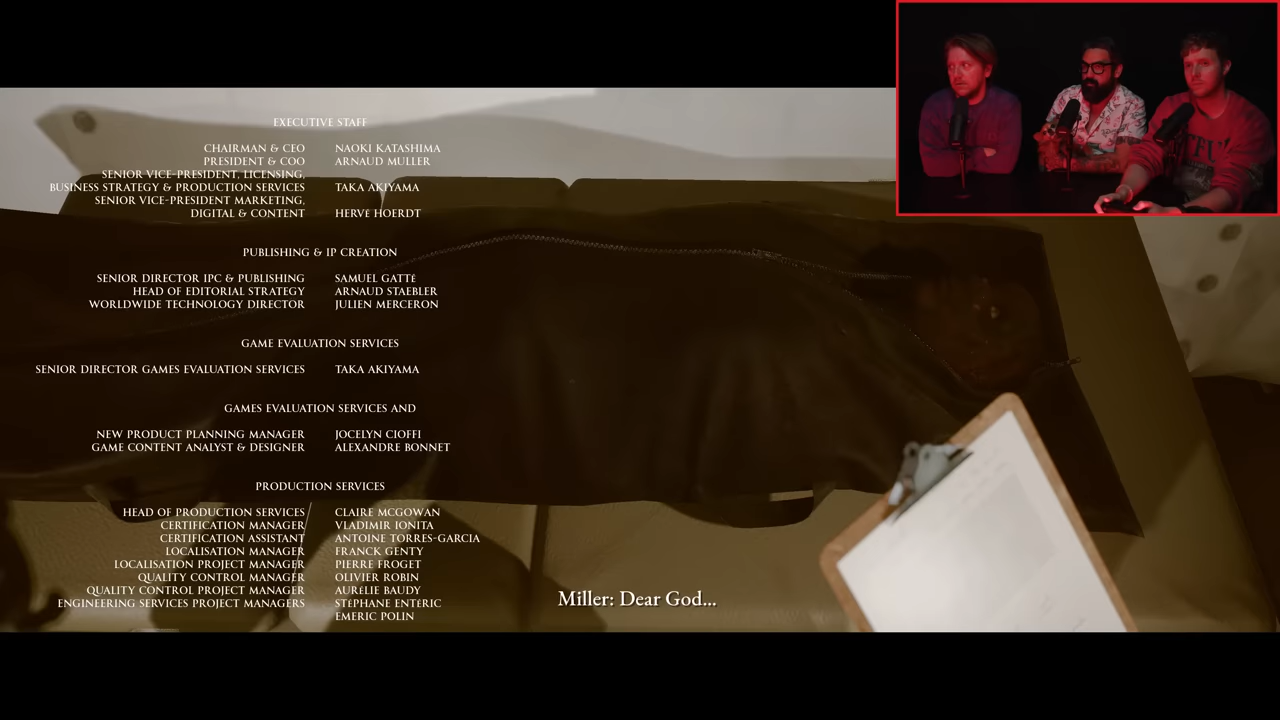 EXECUTIVE STAFF
CHAIRMAN & CEO NAOKI KATASHIMA
PRESIDENT & COO ARNAUD MULLER
SENIOR VICE-PRESIDENT, LICENSING,
BUSINESS STRATEGY & PRODUCTION SERVICES TAKA AKIYAMA
SENIOR VICE-PRESIDENT MARKETING,
DIGITAL & CONTENT HERVÉ HOERDT
PUBLISHING & IP CREATION
SENIOR DIRECTOR IPC & PUBLISHING SAMUEL GATTÉ
HEAD OF EDITORIAL STRATEGY ARNAUD STAEBLER
WORLDWIDE TECHNOLOGY DIRECTOR JULIEN MERCERON
GAME EVALUATION SERVICES
SENIOR DIRECTOR GAMES EVALUATION SERVICES TAKA AKIYAMA
GAMES EVALUATION SERVICES AND
NEW PRODUCT PLANNING MANAGER JOCELYN CIOFFI
GAME CONTENT ANALYST & DESIGNER ALEXANDRE BONNET
PRODUCTION SERVICES
HEAD OF PRODUCTION SERVICES CLAIRE MCGOWAN
CERTIFICATION MANAGER VLADIMIR IONITA
CERTIFICATION ASSISTANT ANTOINE TORRES-GARCIA
LOCALISATION MANAGER FRANCK GENTY
LOCALISATION PROJECT MANAGER PIERRE FROGET
QUALITY CONTROL MANAGER OLIVIER ROBIN
QUALITY CONTROL PROJECT MANAGER AURÉLIE BAUDY
ENGINEERING SERVICES PROJECT MANAGERS STÉPHANE ENTÉRIC
EMERIC POLIN
Miller: Dear God...